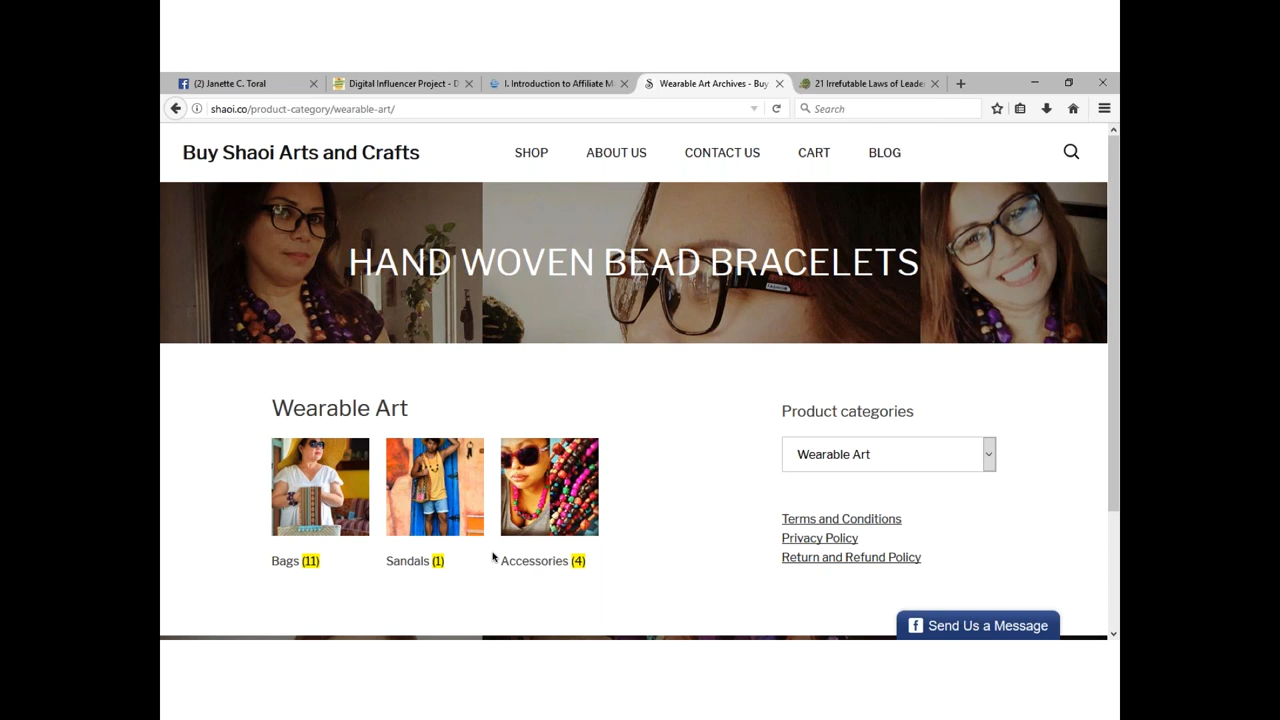 (2) Janette C. Toral
Digital Influencer Project - D
I. Introduction to Affiliate M
Wearable Art Archives - Buy
21 Irrefutable Laws of Leade
shaoi.co/product-category/wearable-art/
Search
Buy Shaoi Arts and Crafts
SHOP
ABOUT US
CONTACT US
CART
BLOG
HAND WOVEN BEAD BRACELETS
Wearable Art
Bags (11)
Sandals (1)
Accessories (4)
Product categories
Wearable Art
Terms and Conditions
Privacy Policy
Return and Refund Policy
Send Us a Message